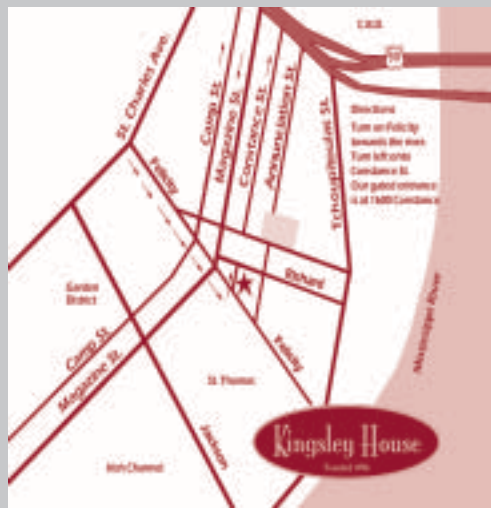 C.B.D.
St. Charles Ave.
Camp St.
Magazine St.
Constance St.
Annunciation St.
Tchoupitoulas St.
Directions
Turn on Felicity
towards the river.
Turn left onto
Constance St.
Our gated entrance
is at 1600 Constance
Felicity
Richard
Garden
District
Mississippi River
Camp St.
Magazine St.
Felicity
St. Thomas
Jackson
Irish Channel
Kingsley House